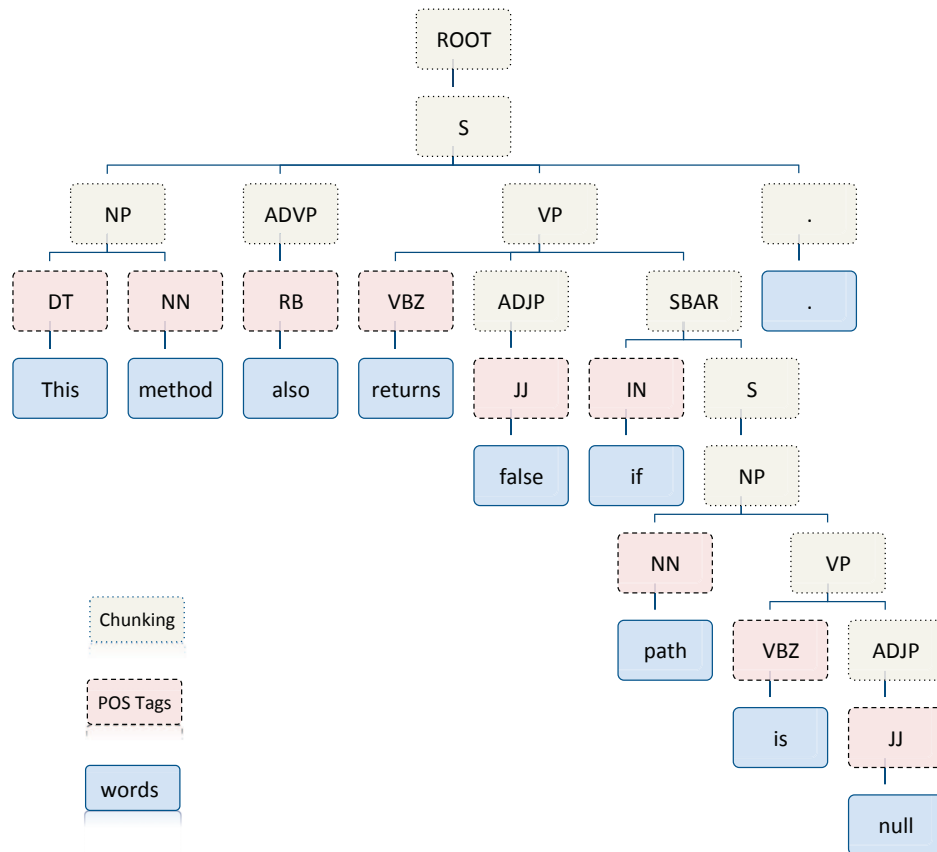 ROOT
S
NP ADVP VP .
DT NN RB VBZ ADJP SBAR .
This method also returns JJ IN S
false if NP
NN VP
Chunking
path VBZ ADJP
POS Tags
is JJ
words
null